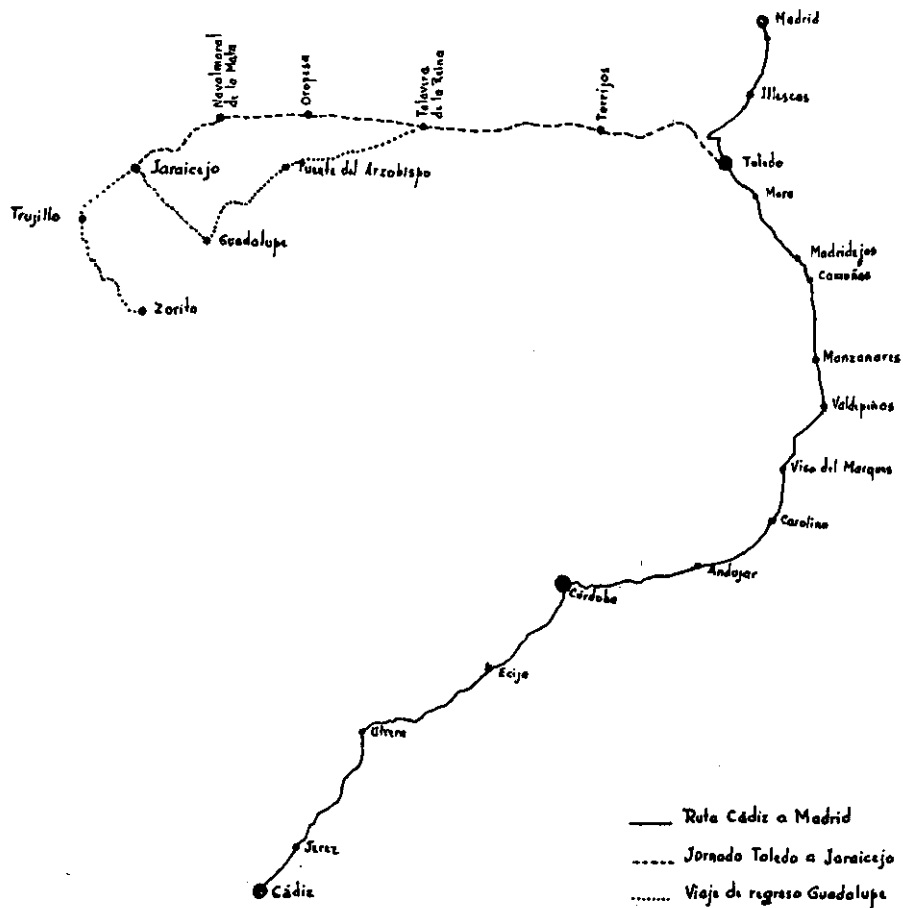 Madrid
Navalmoral
de la Mata
Oropesa
Talavera
de la Reina
Torrijos
Illescas
Toledo
Jaraicejo
Puente del Arzobispo
Mora
Trujillo
Guadalupe
Madridejos
Camuñas
Zorita
Manzanares
Valdepeñas
Viso del Marques
Carolina
Andujar
Córdoba
Ecija
Utrera
Ruta Cádiz a Madrid
Jerez
Jornada Toledo a Jaraicejo
Cádiz
Viaje de regreso Guadalupe